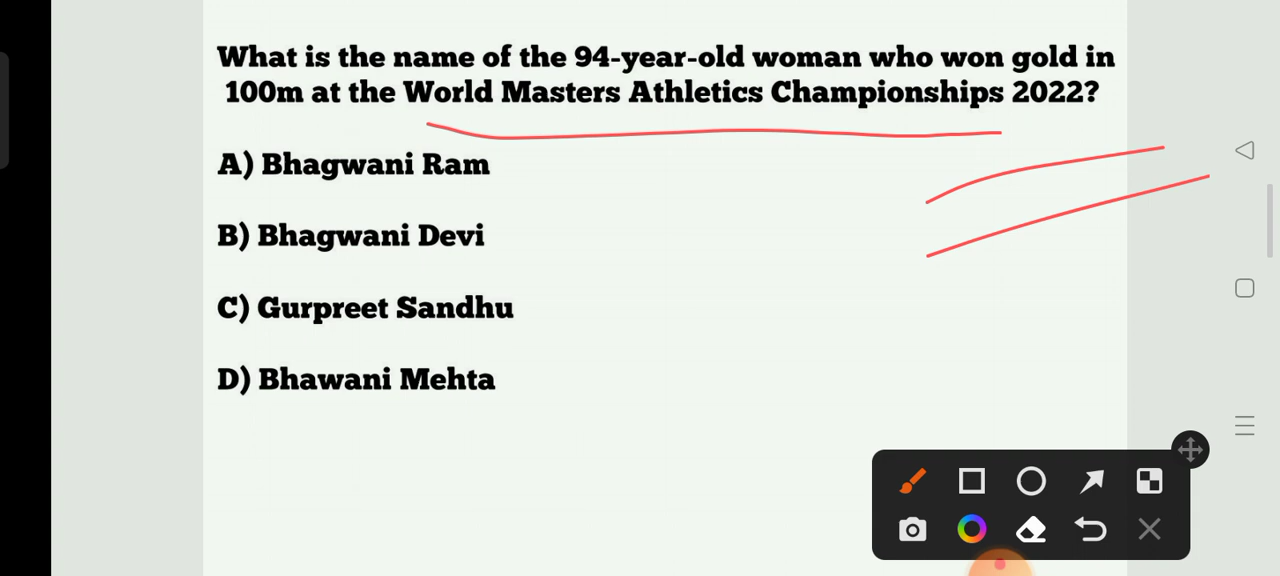 What is the name of the 94-year-old woman who won gold in
100m at the World Masters Athletics Championships 2022?
A) Bhagwani Ram
B) Bhagwani Devi
C) Gurpreet Sandhu
D) Bhawani Mehta